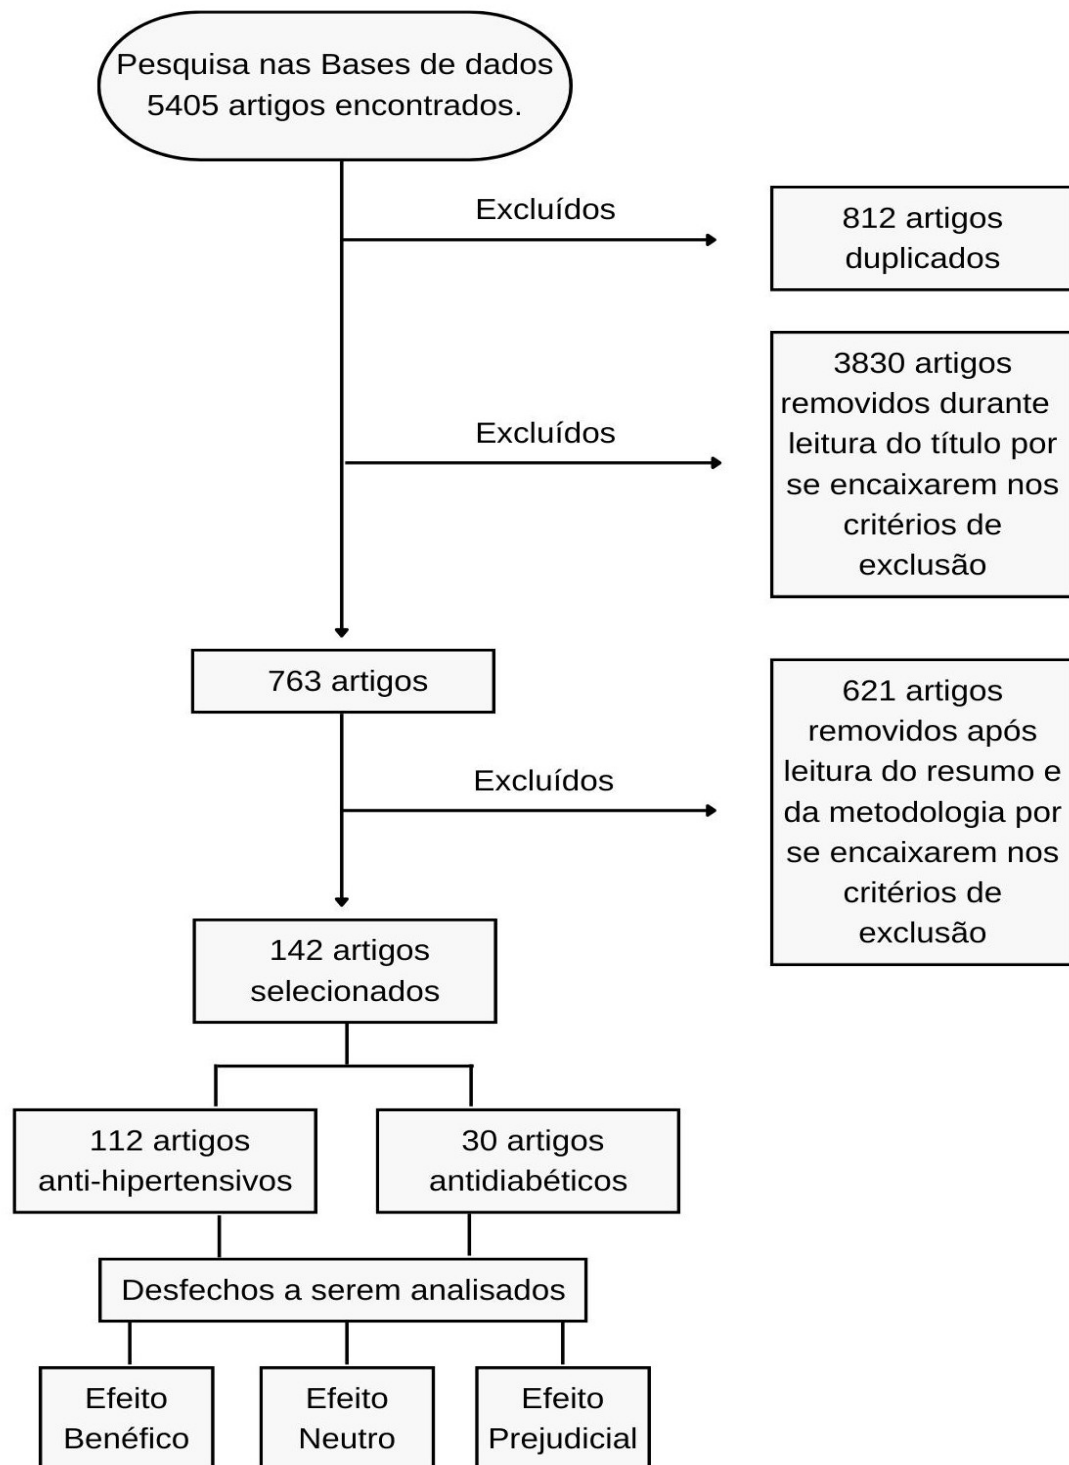 Pesquisa nas Bases de dados
5405 artigos encontrados.
Excluídos
812 artigos
duplicados
Excluídos
3830 artigos
removidos durante
leitura do título por
se encaixarem nos
critérios de
exclusão
763 artigos
Excluídos
621 artigos
removidos após
leitura do resumo e
da metodologia por
se encaixarem nos
critérios de
exclusão
142 artigos
selecionados
112 artigos
anti-hipertensivos
30 artigos
antidiabéticos
Desfechos a serem analisados
Efeito
Benéfico
Efeito
Neutro
Efeito
Prejudicial